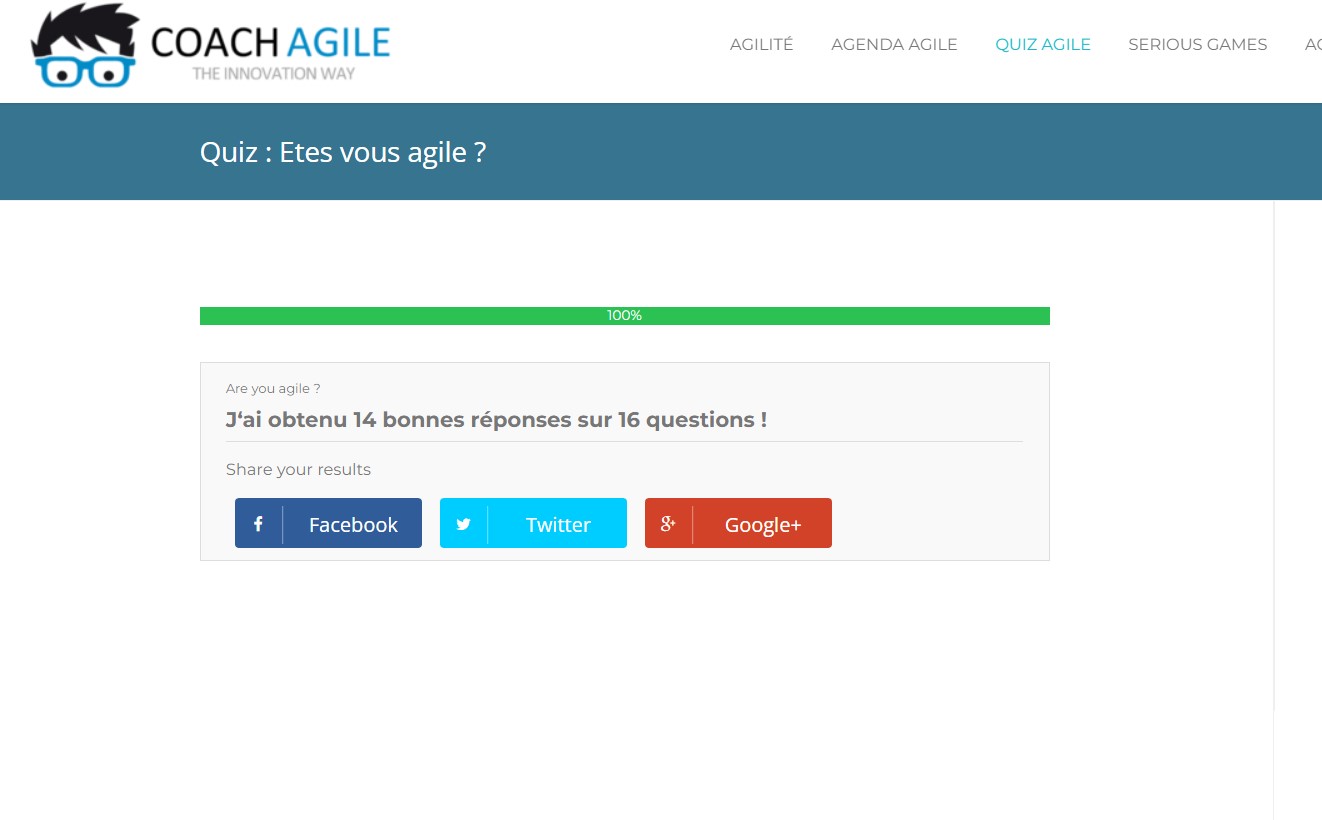 COACH AGILE
THE INNOVATION WAY
AGILITÉ AGENDA AGILE QUIZ AGILE SERIOUS GAMES
Quiz : Etes vous agile ?
100%
Are you agile ?
J‘ai obtenu 14 bonnes réponses sur 16 questions !
Share your results
Facebook Twitter Google+